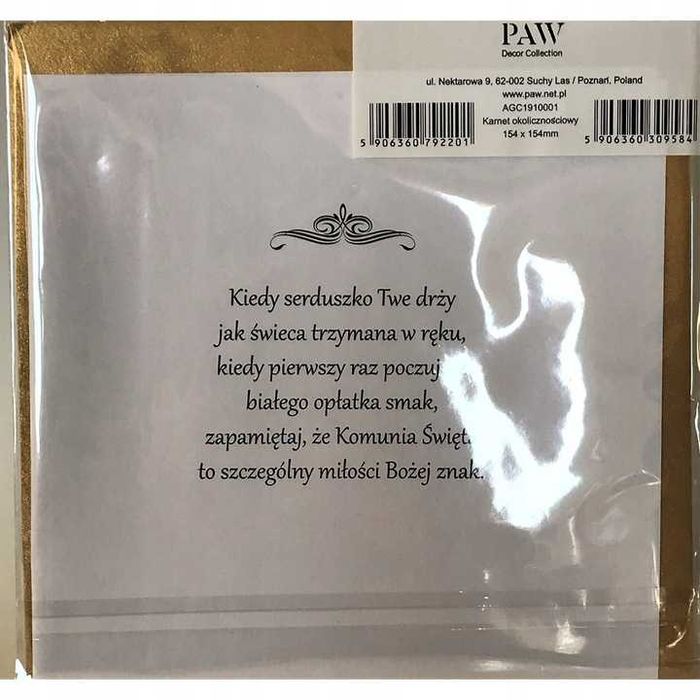 PAW
Decor Collection
ul. Nektarowa 9, 62-002 Suchy Las / Poznań, Poland
www.paw.net.pl
AGC1910001
Karnet okolicznościowy
154 x 154mm
5 906360 792201
5 906360 309584
Kiedy serduszko Twe drży
jak świeca trzymana w ręku,
kiedy pierwszy raz
białego opłatka smak,
zapamiętaj, że Komunia
to szczególny miłości Bożej znak.